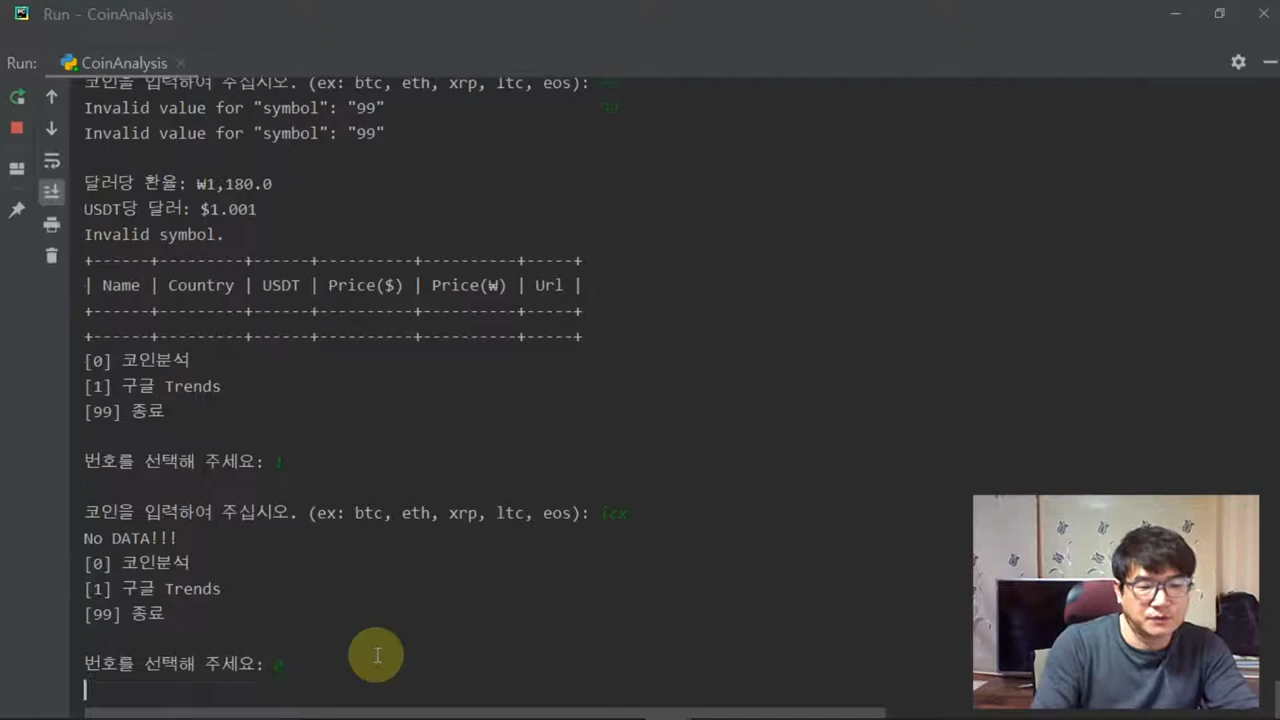 Run - CoinAnalysis
Run: CoinAnalysis
코인을 입력하여 주십시오. (ex: btc, eth, xrp, ltc, eos): 99
Invalid value for "symbol": "99"
Invalid value for "symbol": "99"
달러당 환율: ₩1,180.0
USDT당 달러: $1.001
Invalid symbol.
+------+---------+------+----------+----------+-----+
| Name | Country | USDT | Price($) | Price(₩) | Url |
+------+---------+------+----------+----------+-----+
+------+---------+------+----------+----------+-----+
[0] 코인분석
[1] 구글 Trends
[99] 종료
번호를 선택해 주세요: 1
코인을 입력하여 주십시오. (ex: btc, eth, xrp, ltc, eos): icx
No DATA!!!
[0] 코인분석
[1] 구글 Trends
[99] 종료
번호를 선택해 주세요: 0